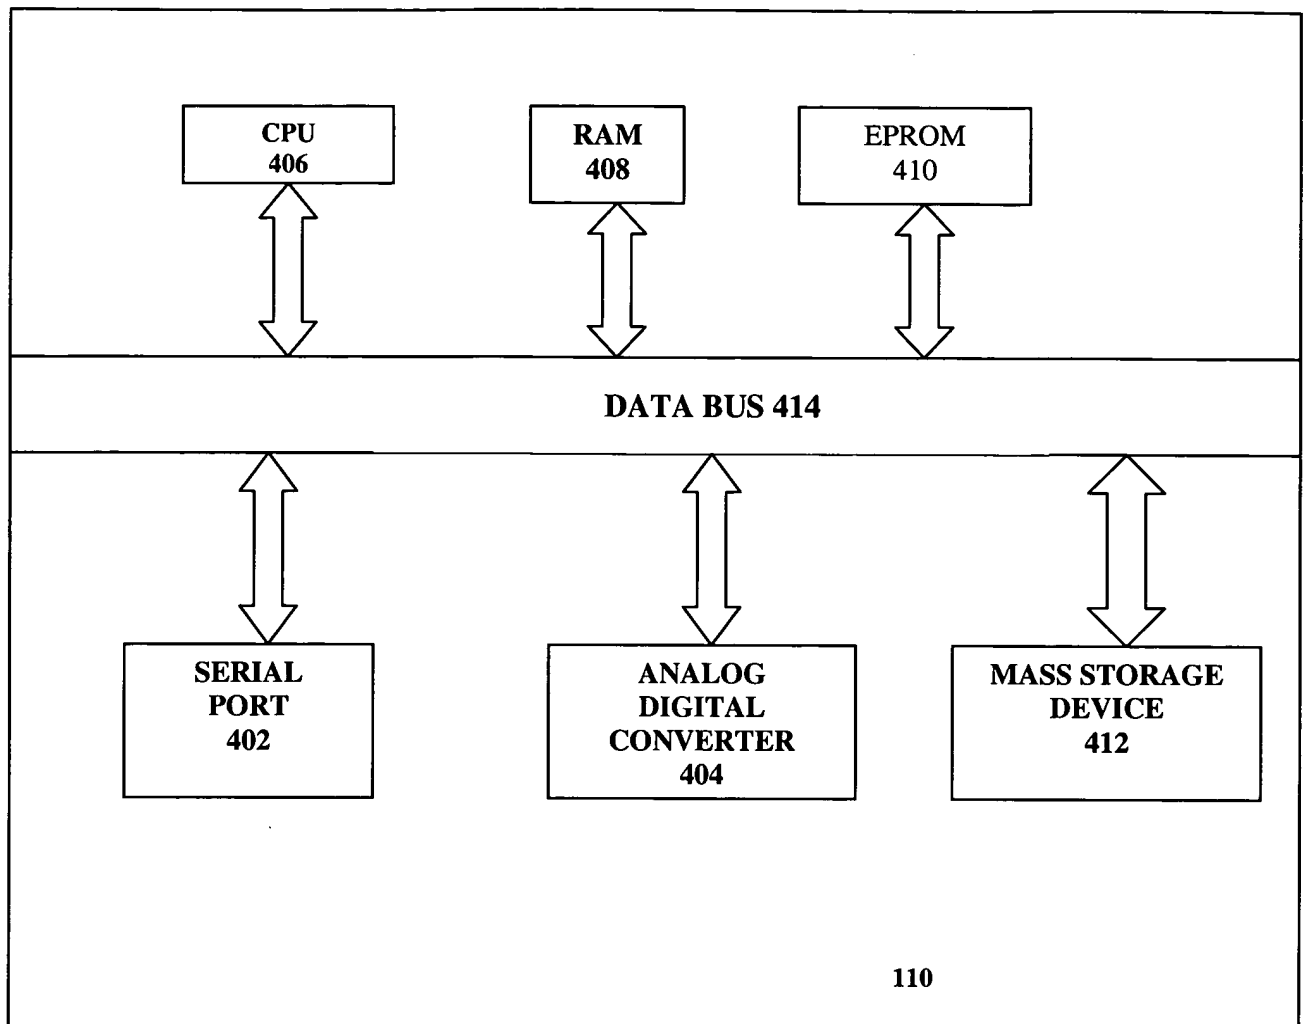 CPU
406
RAM
408
EPROM
410
DATA BUS 414
SERIAL
PORT
402
ANALOG
DIGITAL
CONVERTER
404
MASS STORAGE
DEVICE
412
110